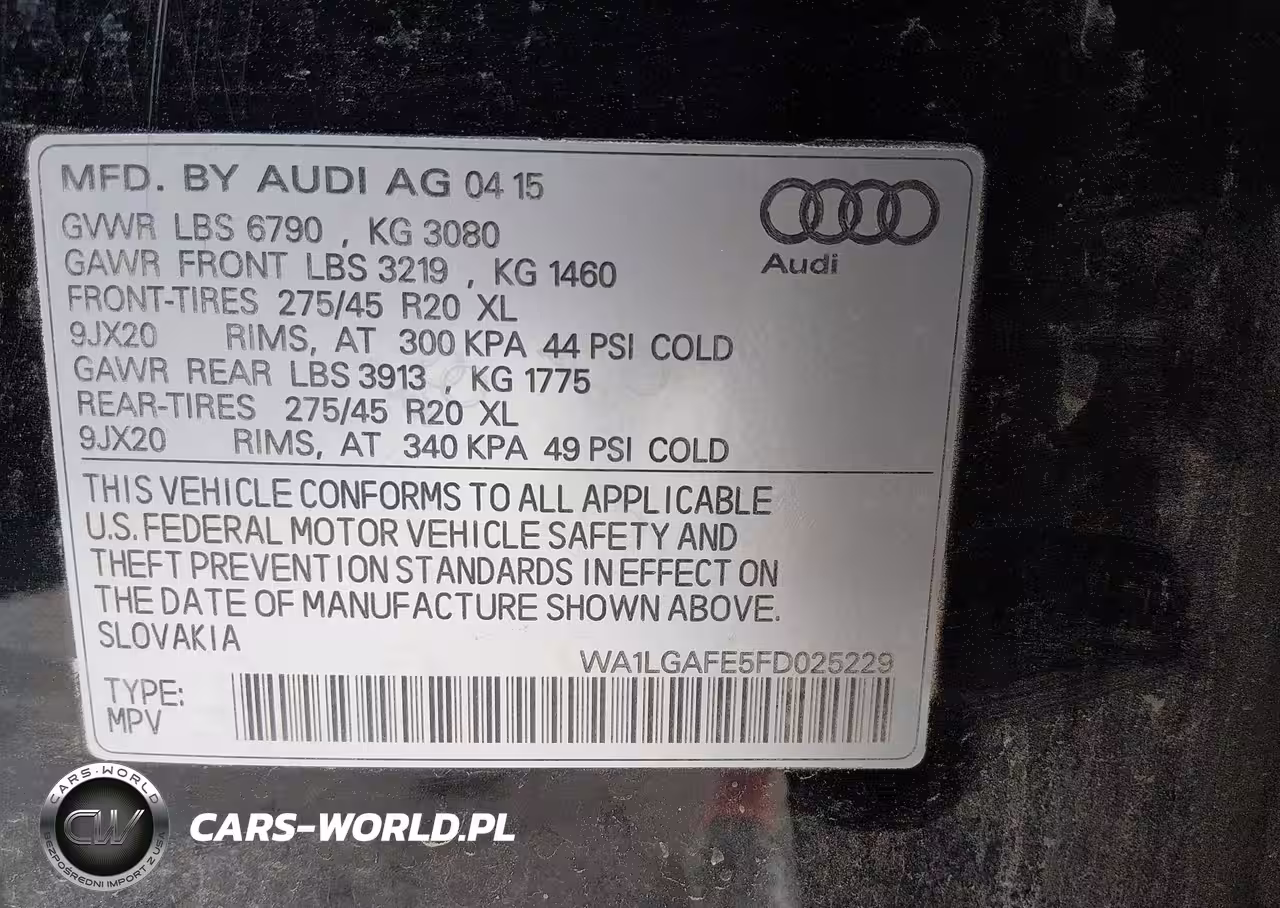 MFD. BY AUDI AG 04 15
GVWR LBS 6790 , KG 3080
GAWR FRONT LBS 3219 , KG 1460
FRONT-TIRES 275/45 R20 XL
9JX20 RIMS, AT 300 KPA 44 PSI COLD
GAWR REAR LBS 3913 , KG 1775
REAR-TIRES 275/45 R20 XL
9JX20 RIMS, AT 340 KPA 49 PSI COLD
Audi
THIS VEHICLE CONFORMS TO ALL APPLICABLE
U.S. FEDERAL MOTOR VEHICLE SAFETY AND
THEFT PREVENTION STANDARDS IN EFFECT ON
THE DATE OF MANUFACTURE SHOWN ABOVE.
SLOVAKIA
WA1LGAFE5FD025229
TYPE:
MPV
CARS-WORLD
CW
BEZPOŚREDNI IMPORT Z USA
CARS-WORLD.PL